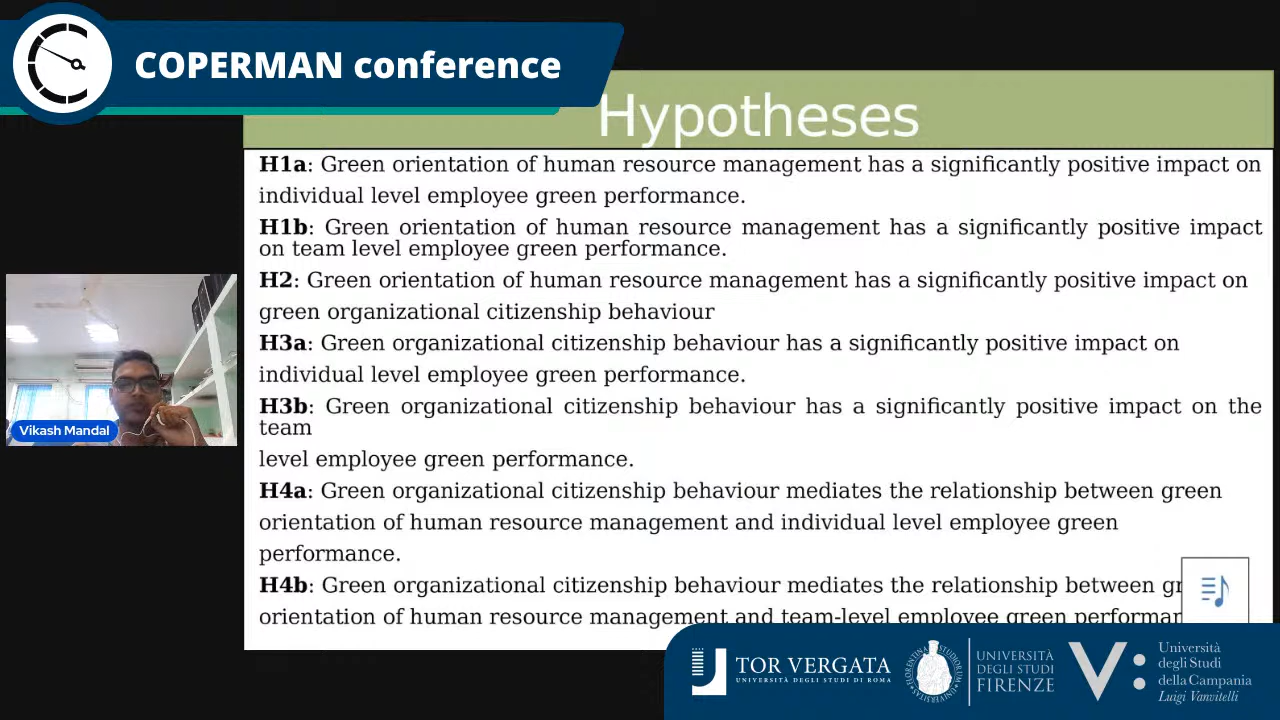 COPERMAN conference
Hypotheses
H1a: Green orientation of human resource management has a significantly positive impact on
individual level employee green performance.
H1b: Green orientation of human resource management has a significantly positive impact
on team level employee green performance.
H2: Green orientation of human resource management has a significantly positive impact on
green organizational citizenship behaviour
H3a: Green organizational citizenship behaviour has a significantly positive impact on
individual level employee green performance.
H3b: Green organizational citizenship behaviour has a significantly positive impact on the
team
level employee green performance.
H4a: Green organizational citizenship behaviour mediates the relationship between green
orientation of human resource management and individual level employee green
performance.
H4b: Green organizational citizenship behaviour mediates the relationship between
orientation of human resource management and team-level employee green
Vikash Mandal
TOR VERGATA
UNIVERSITÀ DEGLI STUDI DI ROMA
FLORENTINA STUDIORUM UNIVERSITAS
UNIVERSITÀ
DEGLI STUDI
FIRENZE
V:
Università
degli Studi
della Campania
Luigi Vanvitelli